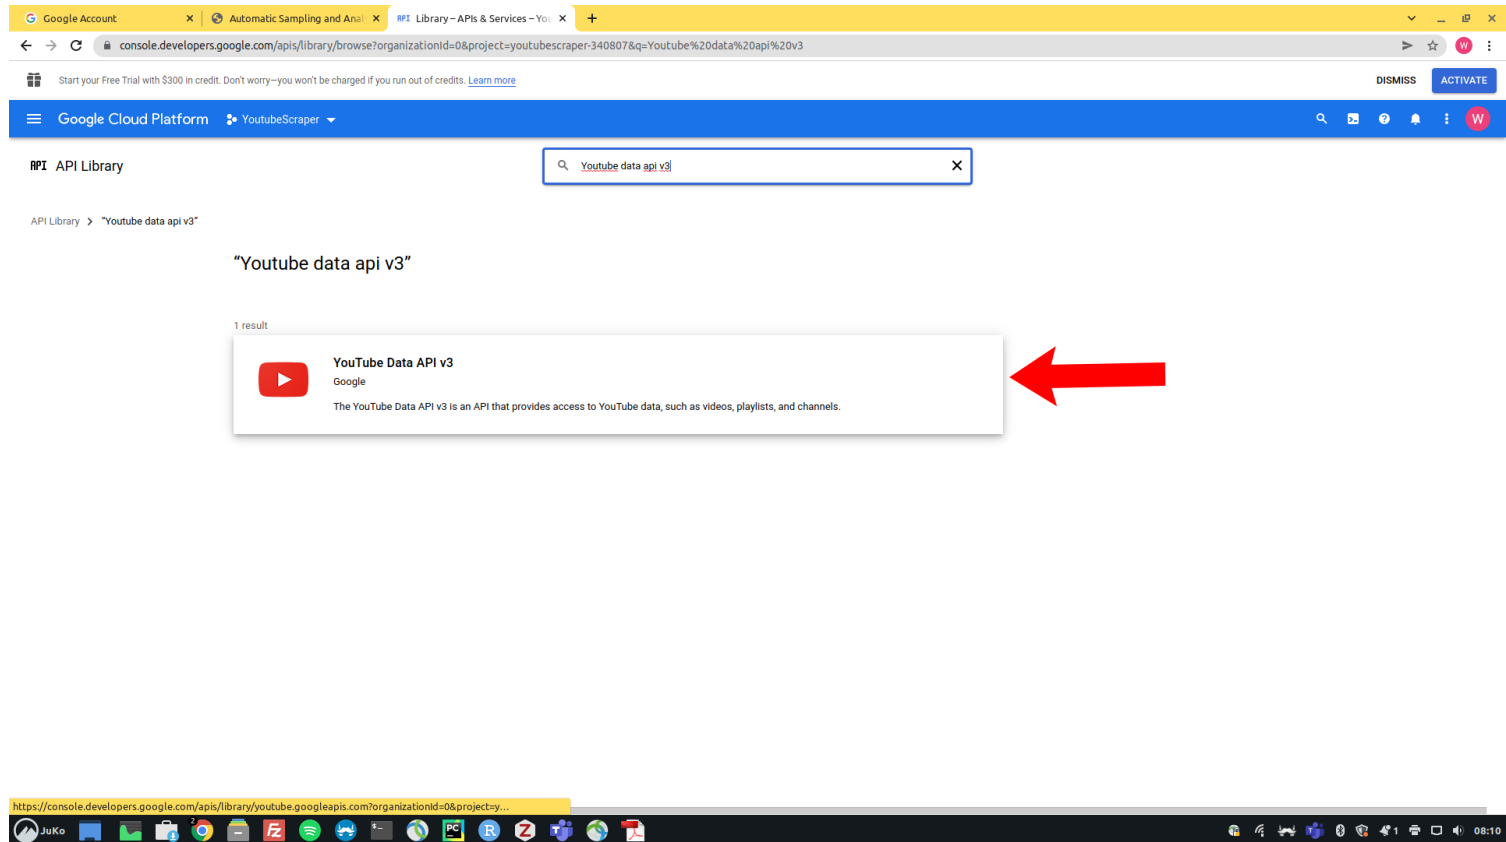 Google Account
Automatic Sampling and Anal
API Library – APIs & Services – You
console.developers.google.com/apis/library/browse?organizationId=0&project=youtubescraper-340807&q=Youtube%20data%20api%20v3
W
Start your Free Trial with $300 in credit. Don't worry—you won't be charged if you run out of credits. Learn more
DISMISS
ACTIVATE
Google Cloud Platform
YoutubeScraper
W
API API Library
Youtube data api v3
API Library > "Youtube data api v3"
“Youtube data api v3”
1 result
YouTube Data API v3
Google
The YouTube Data API v3 is an API that provides access to YouTube data, such as videos, playlists, and channels.
https://console.developers.google.com/apis/library/youtube.googleapis.com?organizationId=0&project=y...
JuKo
2
FZ
PC
R
Z
1
08:10